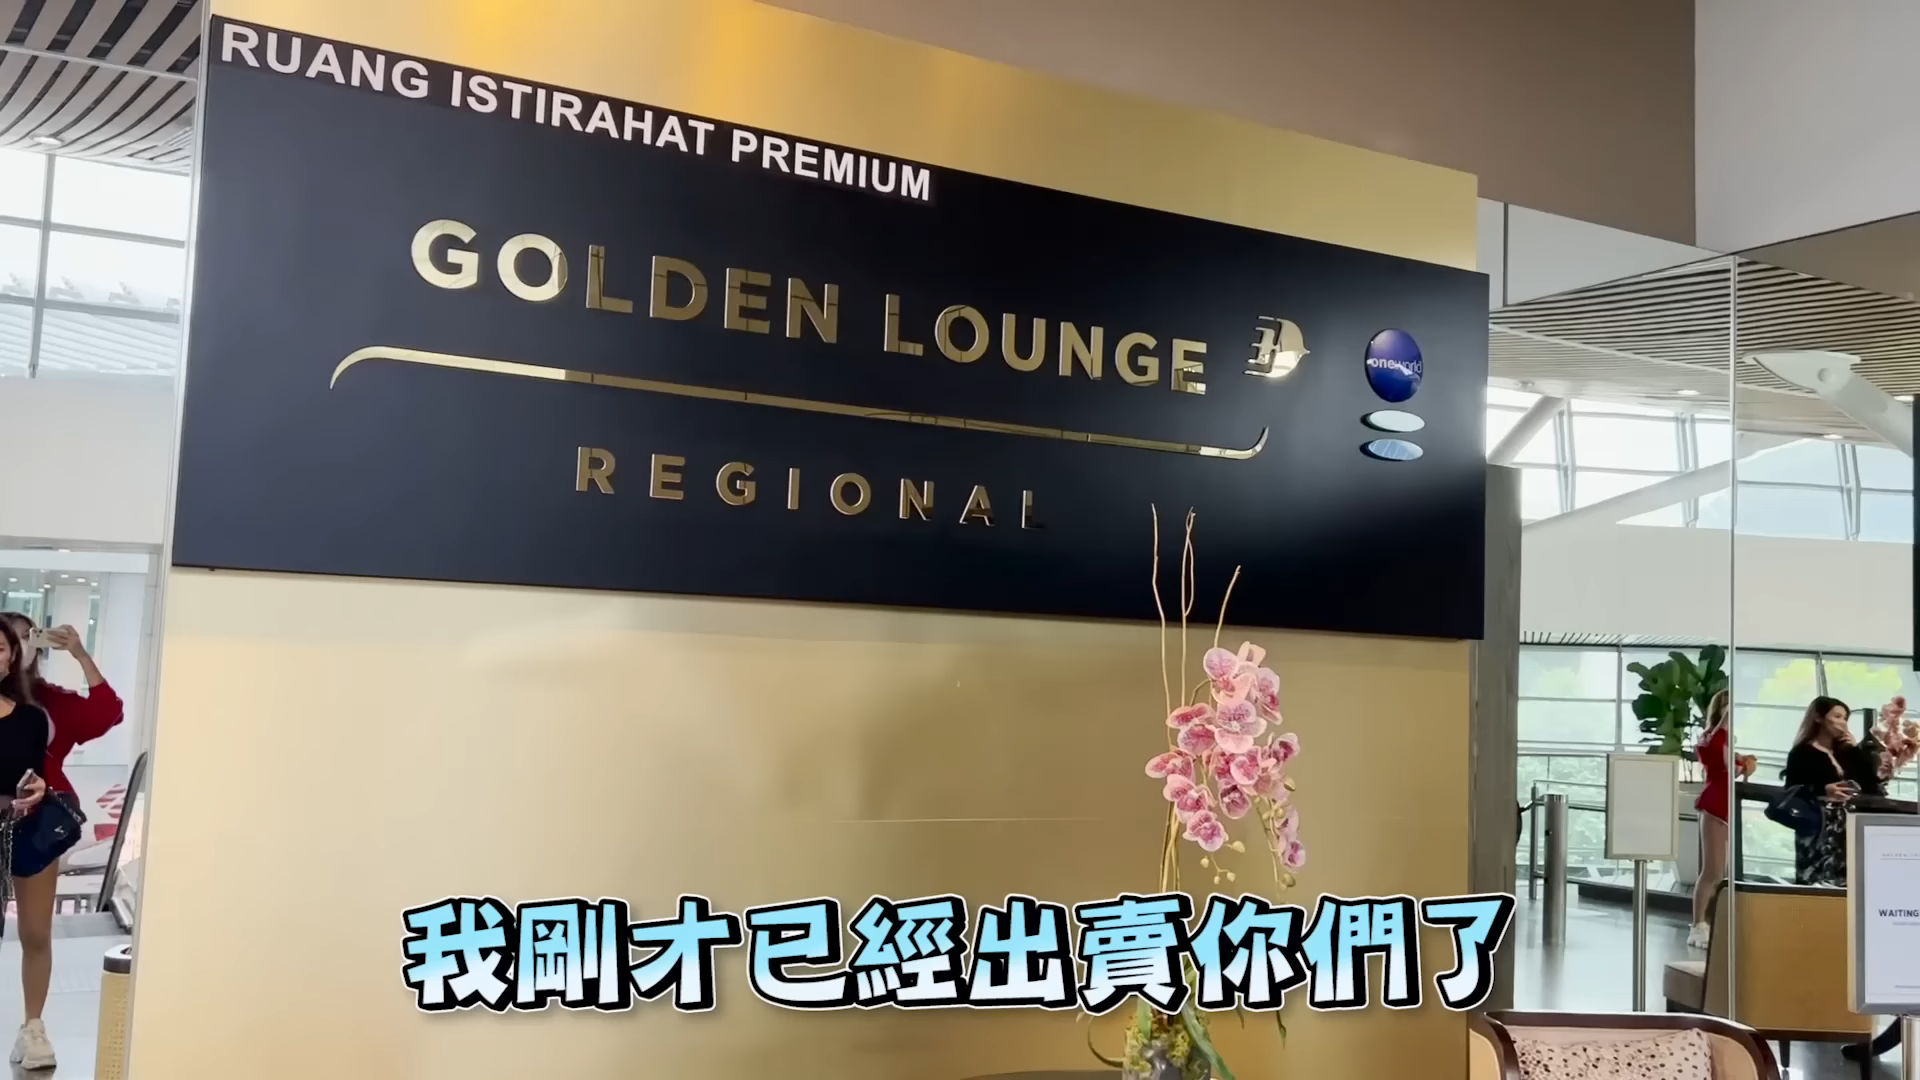 RUANG ISTIRAHAT PREMIUM
GOLDEN LOUNGE
oneworld
REGIONAL
WAITING
我剛才已經出賣你們了